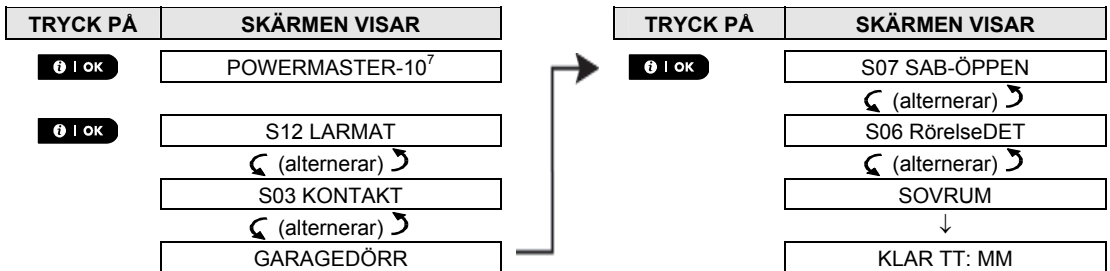 TRYCK PÅ SKÄRMEN VISAR
i | OK POWERMASTER-10⁷
i | OK S12 LARMAT
(alternerar)
S03 KONTAKT
(alternerar)
GARAGEDÖRR
TRYCK PÅ SKÄRMEN VISAR
i | OK S07 SAB-ÖPPEN
(alternerar)
S06 RörelseDET
(alternerar)
SOVRUM
↓
KLAR TT: MM